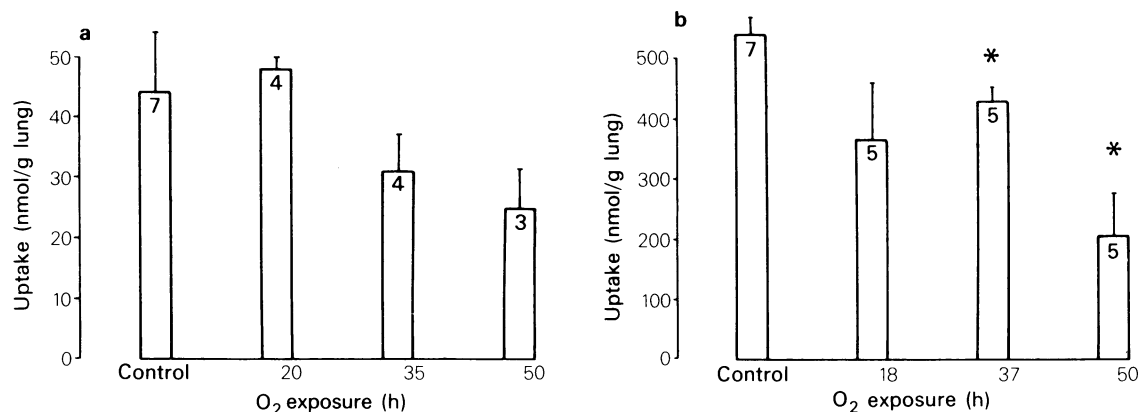 a
Uptake (nmol/g lung)
50
40
30
20
10
0
7
4
4
3
Control 20 35 50
O2 exposure (h)
b
Uptake (nmol/g lung)
500
400
300
200
100
0
7
5
*
5
*
5
Control 18 37 50
O2 exposure (h)